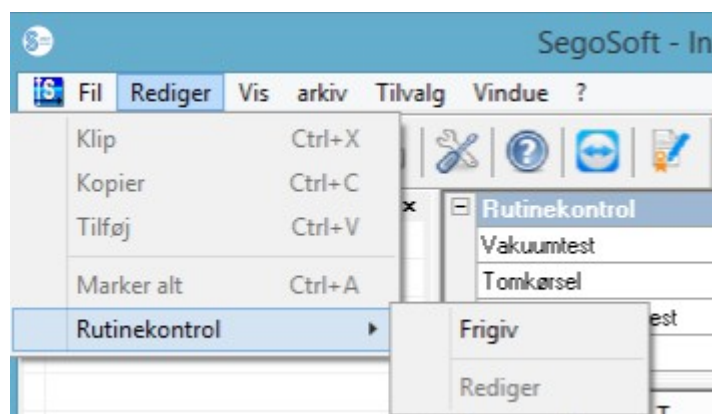 SegoSoft - In
Fil Rediger Vis arkiv Tilvalg Vindue ?
Klip Ctrl+X
Kopier Ctrl+C
Tilføj Ctrl+V
Marker alt Ctrl+A
Rutinekontrol
Frigiv
Rediger
Rutinekontrol
Vakuumtest
Tomkørsel
est